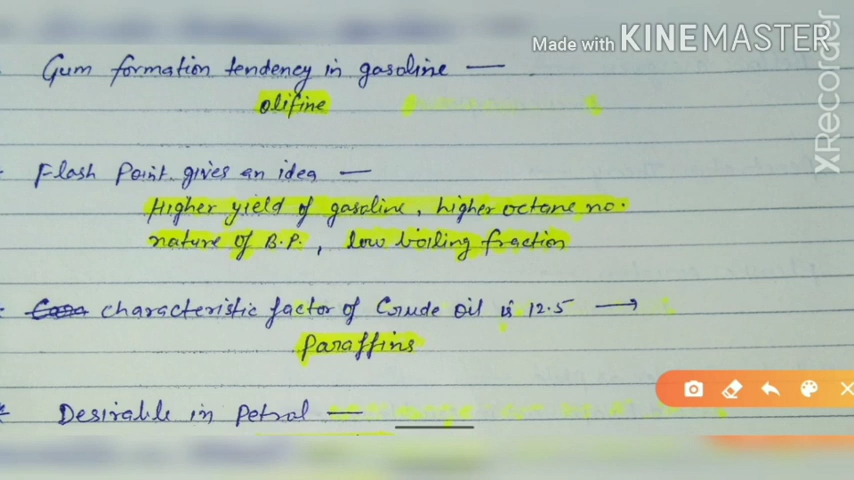 Made with KINEMASTER
XRecorder
Gum formation tendency in gasoline —
olifine
Flash Point gives an idea —
Higher yield of gasoline, higher octane no.
nature of B.P., low boiling fraction
characteristic factor of Crude oil is 12.5 →
Paraffins
Desirable in Petrol —